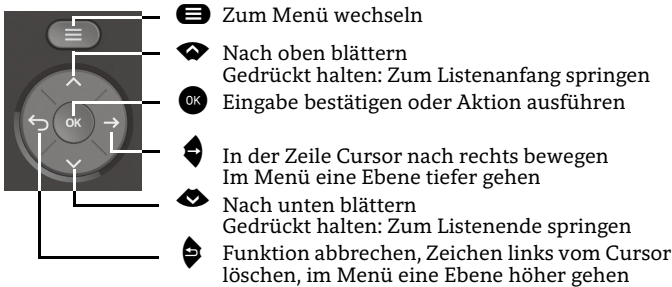 Zum Menü wechseln
Nach oben blättern
Gedrückt halten: Zum Listenanfang springen
OK
OK Eingabe bestätigen oder Aktion ausführen
In der Zeile Cursor nach rechts bewegen
Im Menü eine Ebene tiefer gehen
Nach unten blättern
Gedrückt halten: Zum Listenende springen
Funktion abbrechen, Zeichen links vom Cursor
löschen, im Menü eine Ebene höher gehen